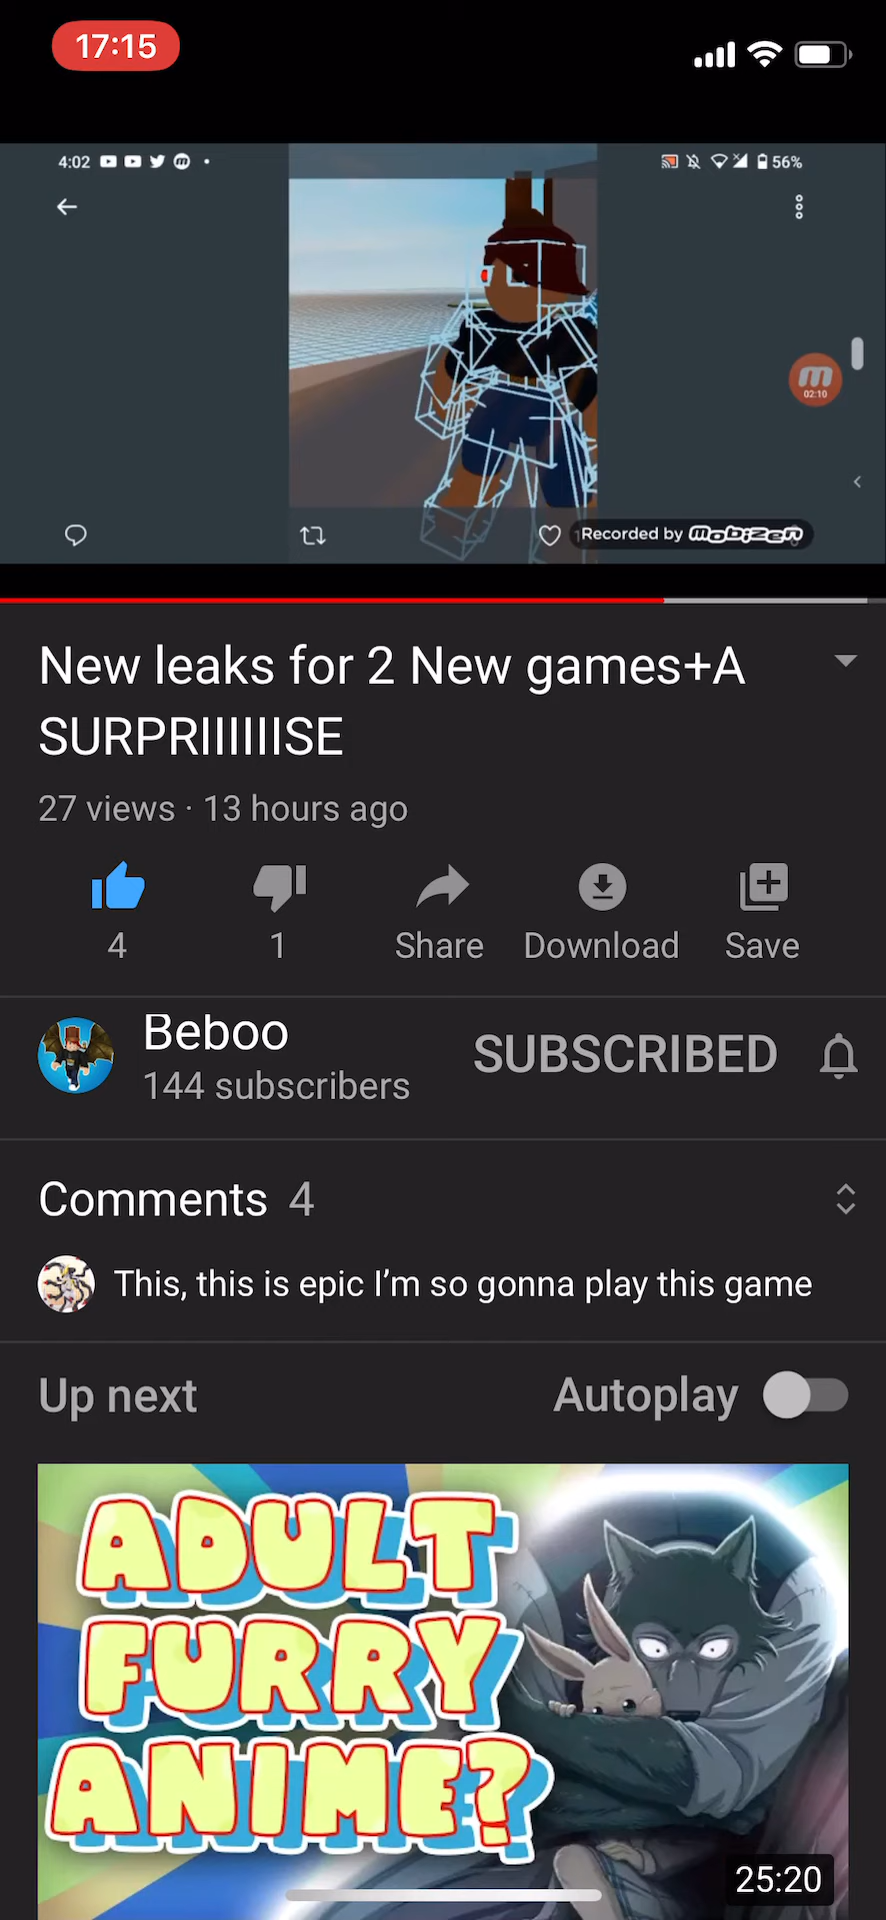 17:15
4:02
56%
02:10
Recorded by mobizen
New leaks for 2 New games+A
SURPRIIIIIISE
27 views · 13 hours ago
4
1
Share
Download
Save
Beboo
144 subscribers
SUBSCRIBED
Comments 4
This, this is epic I’m so gonna play this game
Up next
Autoplay
ADULT
FURRY
ANIME?
25:20